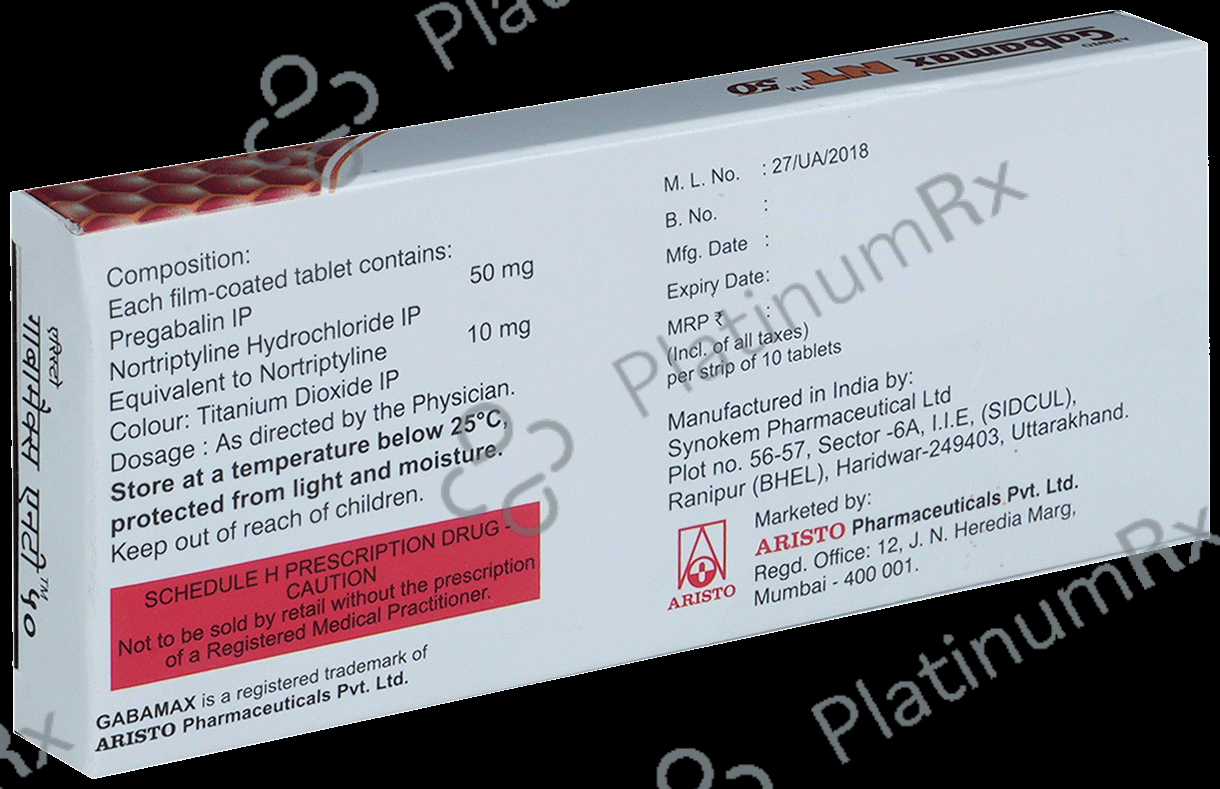 ARISTO
Gabamax NT™ 50
Composition:
Each film-coated tablet contains:
Pregabalin IP 50 mg
Nortriptyline Hydrochloride IP
Equivalent to Nortriptyline 10 mg
Colour: Titanium Dioxide IP
Dosage : As directed by the Physician.
Store at a temperature below 25°C,
protected from light and moisture.
Keep out of reach of children.
SCHEDULE H PRESCRIPTION DRUG -
CAUTION
Not to be sold by retail without the prescription
of a Registered Medical Practitioner.
GABAMAX is a registered trademark of
ARISTO Pharmaceuticals Pvt. Ltd.
M. L. No. : 27/UA/2018
B. No. :
Mfg. Date :
Expiry Date:
MRP ₹ :
(Incl. of all taxes)
per strip of 10 tablets
Manufactured in India by:
Synokem Pharmaceutical Ltd
Plot no. 56-57, Sector -6A, I.I.E, (SIDCUL),
Ranipur (BHEL), Haridwar-249403, Uttarakhand.
Marketed by:
ARISTO Pharmaceuticals Pvt. Ltd.
Regd. Office: 12, J. N. Heredia Marg,
Mumbai - 400 001.
ARISTO
एरिस्टो
गाबामेक्स एनटी™ ५०
PlatinumRx
PlatinumRx